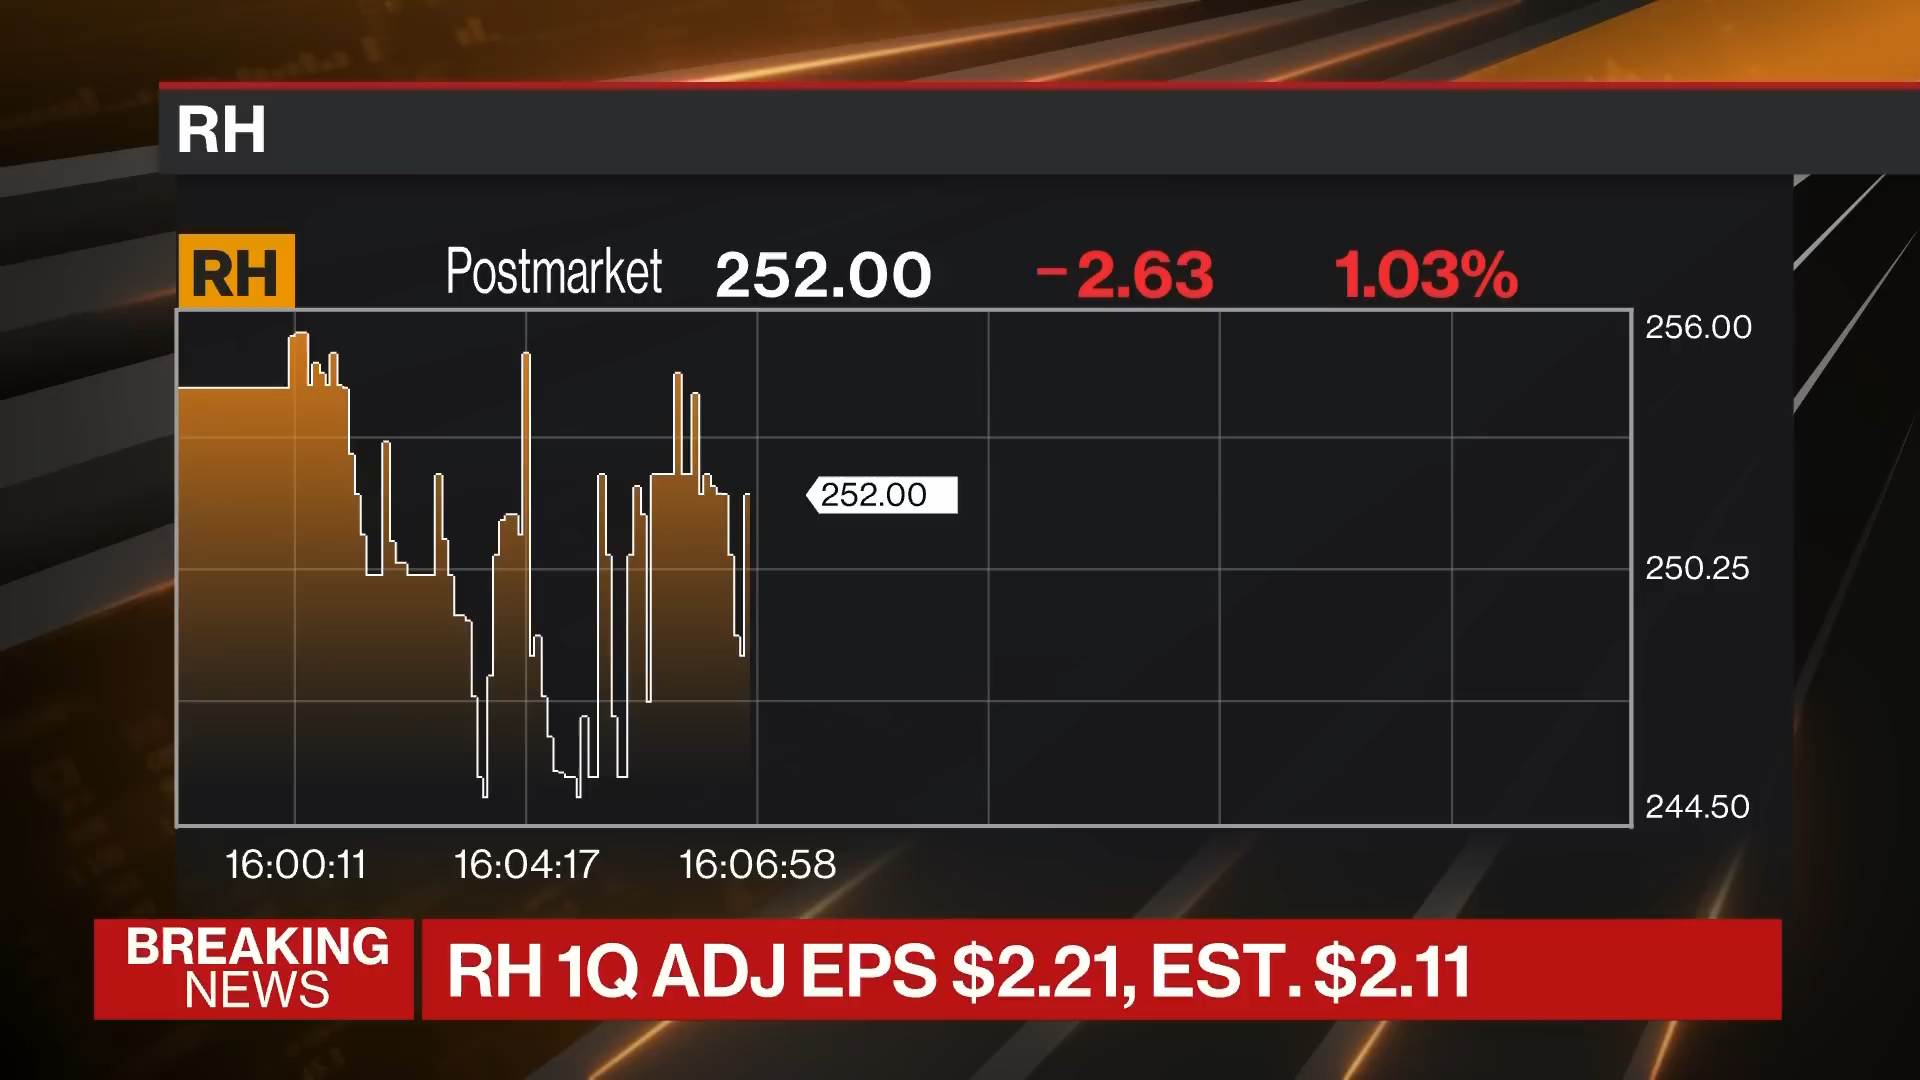 RH
RH Postmarket 252.00 -2.63 1.03%
256.00
252.00
250.25
244.50
16:00:11 16:04:17 16:06:58
BREAKING
NEWS
RH 1Q ADJ EPS $2.21, EST. $2.11